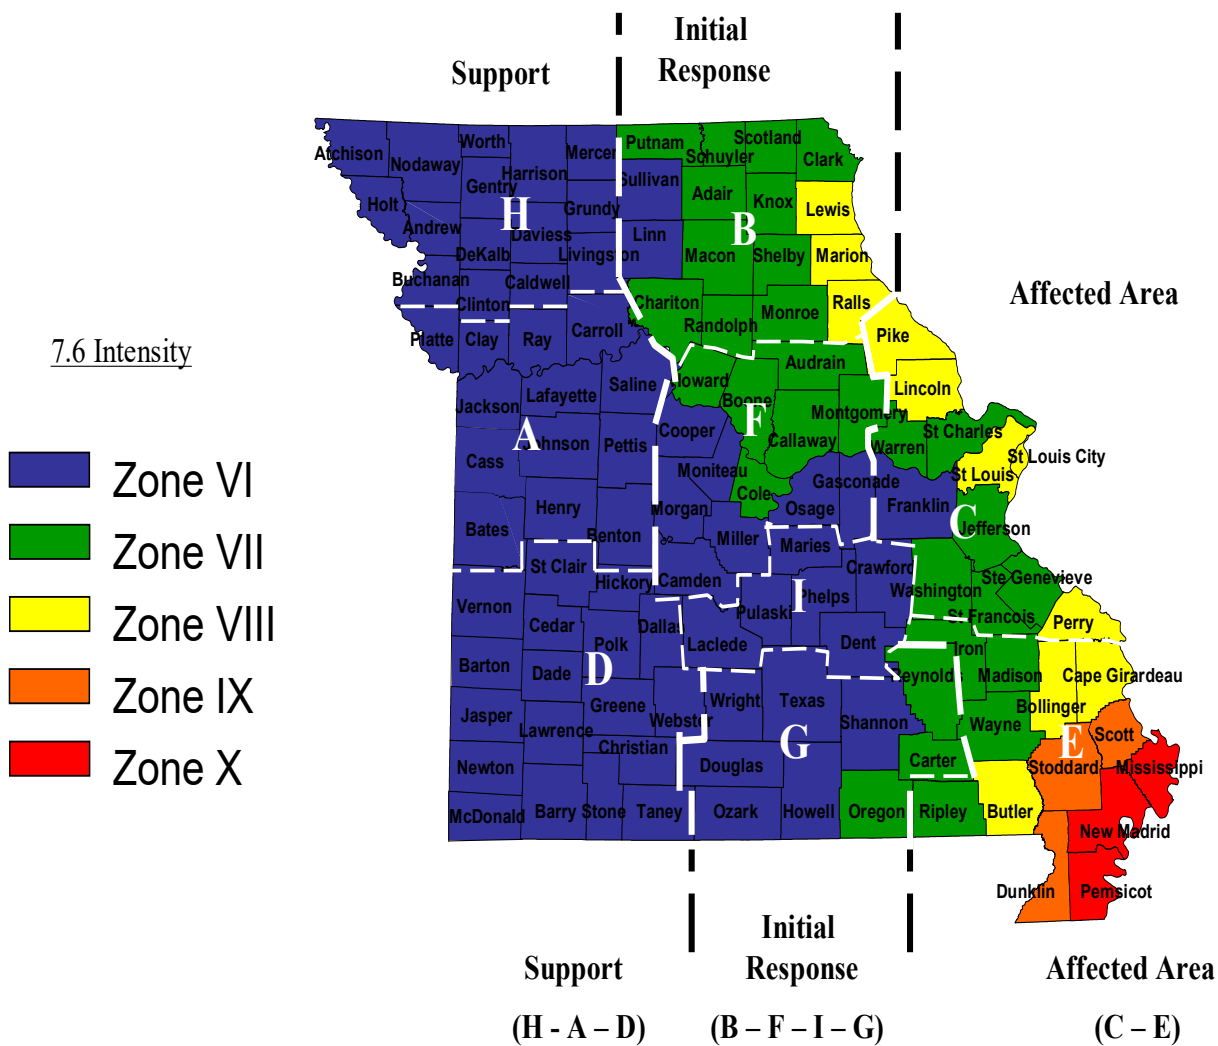 Initial
Response
Support
Affected Area
7.6 Intensity
Zone VI
Zone VII
Zone VIII
Zone IX
Zone X
Atchison
Nodaway
Worth
Harrison
Mercer
Putnam
Schuyler
Scotland
Clark
Gentry
Sullivan
Adair
Knox
Lewis
Holt
Andrew
H
Grundy
Linn
B
DeKalb
Daviess
Livingston
Macon
Shelby
Marion
Buchanan
Clinton
Caldwell
Chariton
Randolph
Monroe
Ralls
Pike
Platte
Clay
Ray
Carroll
Audrain
Lincoln
Jackson
Lafayette
Saline
Howard
Boone
Montgomery
A
Johnson
Pettis
Cooper
F
Callaway
Warren
St Charles
St Louis City
St Louis
Cass
Moniteau
Cole
Gasconade
Franklin
Henry
Morgan
Osage
C
Jefferson
Bates
Benton
Miller
Maries
St Clair
Hickory
Camden
Crawford
Washington
Ste Genevieve
Vernon
Pulaski
I
Phelps
St Francois
Perry
Cedar
Polk
Dallas
Laclede
Dent
Iron
Barton
Dade
D
Reynolds
Madison
Cape Girardeau
Bollinger
Jasper
Lawrence
Greene
Webster
Wright
Texas
Shannon
Wayne
Scott
Christian
G
E
Newton
Douglas
Carter
Stoddard
Mississippi
McDonald
Barry
Stone
Taney
Ozark
Howell
Oregon
Ripley
Butler
New Madrid
Dunklin
Pemsicot
Support
(H - A – D)
Initial
Response
(B – F – I – G)
Affected Area
(C – E)